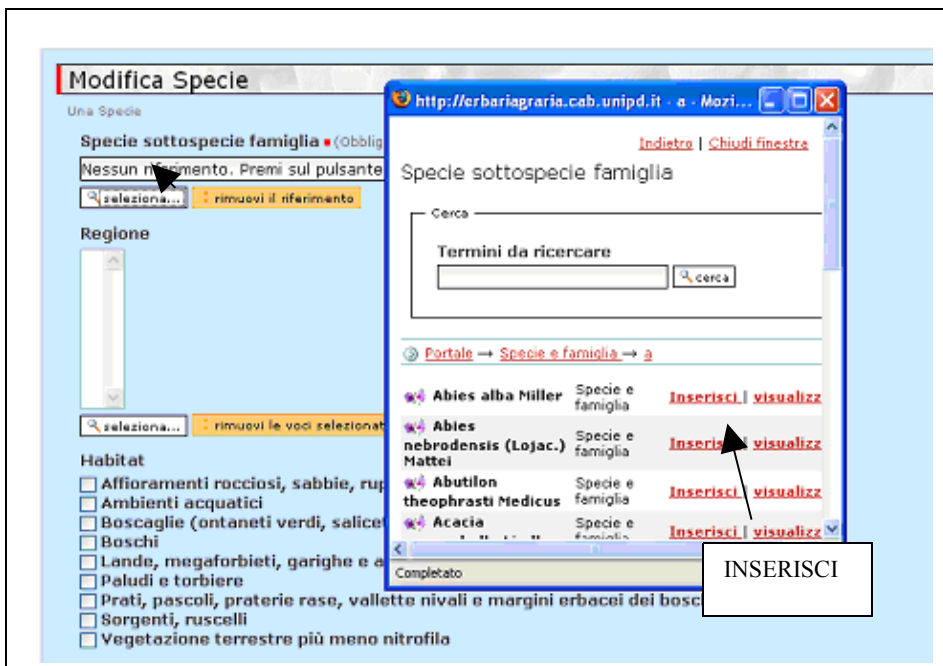 Modifica Specie
Una Specie
Specie sottospecie famiglia (Obblig
Nessun riferimento. Premi sul pulsante
seleziona... rimuovi il riferimento
Regione
seleziona... rimuovi le voci selezionat
Habitat
Affioramenti rocciosi, sabbie, rup
Ambienti acquatici
Boscaglie (ontaneti verdi, salicet
Boschi
Lande, megaforbieti, garighe e a
Paludi e torbiere
Prati, pascoli, praterie rase, vallette nivali e margini erbacei dei bosc
Sorgenti, ruscelli
Vegetazione terrestre più meno nitrofila
http://erbariagraria.cab.unipd.it - a - Mozi...
Indietro | Chiudi finestra
Specie sottospecie famiglia
Cerca
Termini da ricercare
cerca
Portale → Specie e famiglia → a
Abies alba Miller Specie e famiglia Inserisci | visualizz
Abies nebrodensis (Lojac.) Mattei Specie e famiglia Inserisci | visualizz
Abutilon theophrasti Medicus Specie e famiglia Inserisci | visualizz
Acacia Specie e famiglia Inserisci | visualizz
Completato
INSERISCI